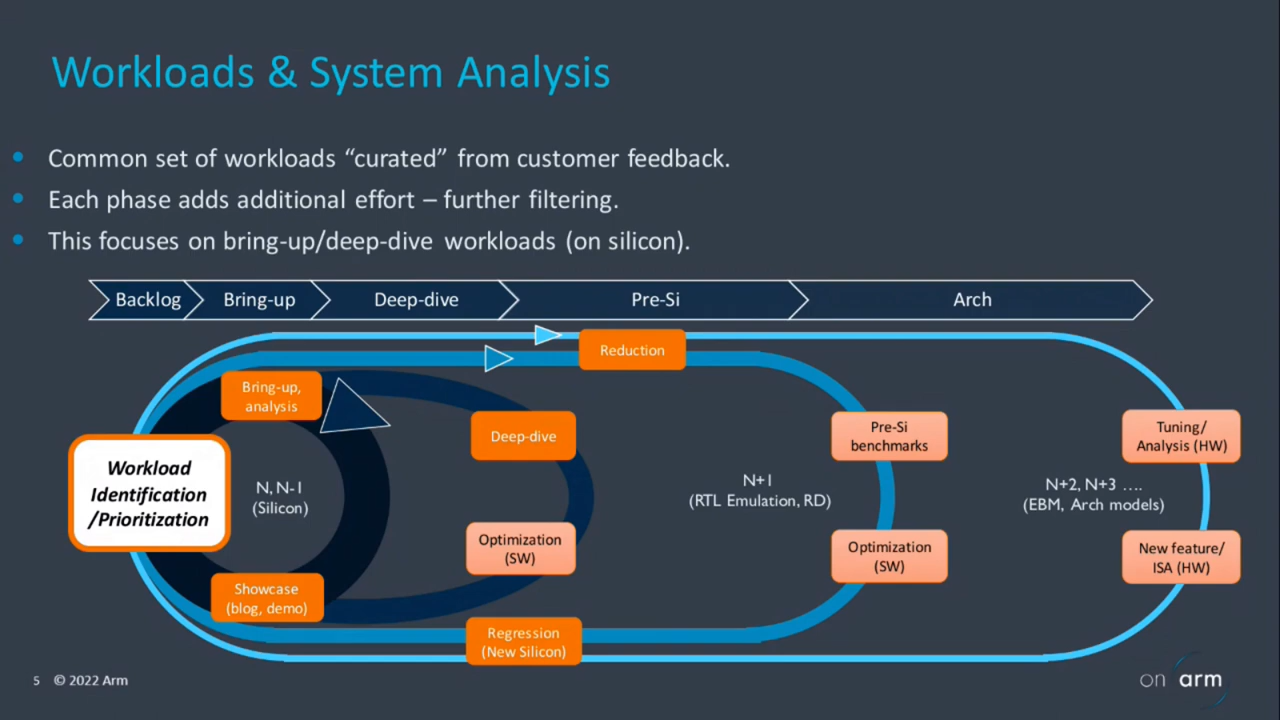 Workloads & System Analysis
Common set of workloads “curated” from customer feedback.
Each phase adds additional effort – further filtering.
This focuses on bring-up/deep-dive workloads (on silicon).
Backlog
Bring-up
Deep-dive
Pre-Si
Arch
Reduction
Bring-up,
analysis
Deep-dive
Pre-Si
benchmarks
Tuning/
Analysis (HW)
Workload
Identification
/Prioritization
N, N-1
(Silicon)
N+1
(RTL Emulation, RD)
N+2, N+3 ....
(EBM, Arch models)
Optimization
(SW)
Optimization
(SW)
New feature/
ISA (HW)
Showcase
(blog, demo)
Regression
(New Silicon)
5 © 2022 Arm
on arm